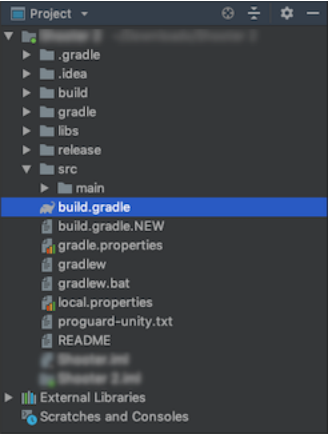 Project
.gradle
.idea
build
gradle
libs
release
src
main
build.gradle
build.gradle.NEW
gradle.properties
gradlew
gradlew.bat
local.properties
proguard-unity.txt
README
External Libraries
Scratches and Consoles